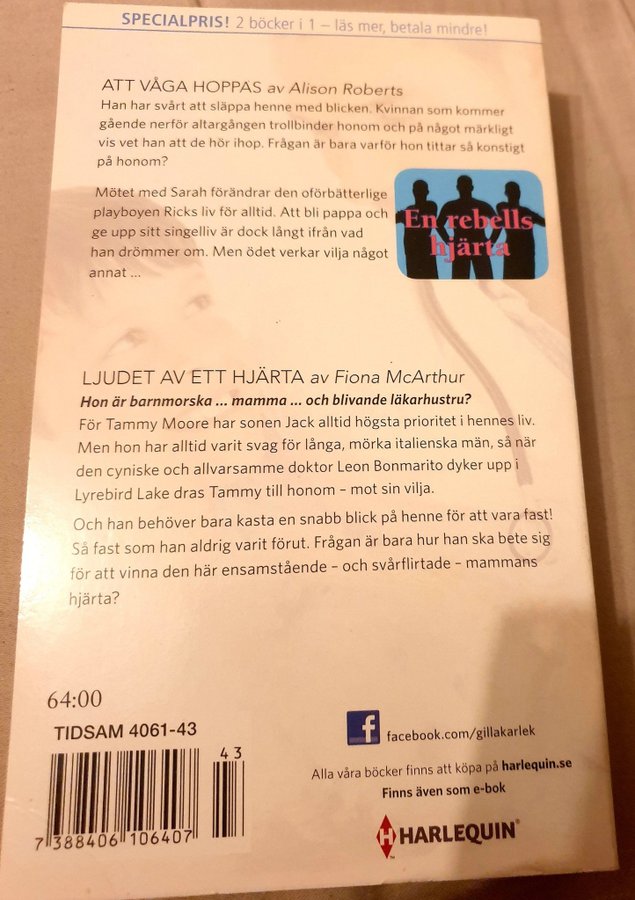 SPECIALPRIS! 2 böcker i 1 – läs mer, betala mindre!
ATT VÅGA HOPPAS av Alison Roberts
Han har svårt att släppa henne med blicken. Kvinnan som kommer
gående nerför altargången trollbinder honom och på något märkligt
vis vet han att de hör ihop. Frågan är bara varför hon tittar så konstigt
på honom?
Mötet med Sarah förändrar den oförbätterlige
playboyen Ricks liv för alltid. Att bli pappa och
ge upp sitt singelliv är dock långt ifrån vad
han drömmer om. Men ödet verkar vilja något
annat ...
En rebells
hjärta
LJUDET AV ETT HJÄRTA av Fiona McArthur
Hon är barnmorska ... mamma ... och blivande läkarhustru?
För Tammy Moore har sonen Jack alltid högsta prioritet i hennes liv.
Men hon har alltid varit svag för långa, mörka italienska män, så när
den cyniske och allvarsamme doktor Leon Bonmarito dyker upp i
Lyrebird Lake dras Tammy till honom – mot sin vilja.
Och han behöver bara kasta en snabb blick på henne för att vara fast!
Så fast som han aldrig varit förut. Frågan är bara hur han ska bete sig
för att vinna den här ensamstående – och svårflirtade – mammans
hjärta?
64:00
TIDSAM 4061-43
43
7 388406 106407
f facebook.com/gillakarlek
Alla våra böcker finns att köpa på harlequin.se
Finns även som e-bok
H HARLEQUIN®
™